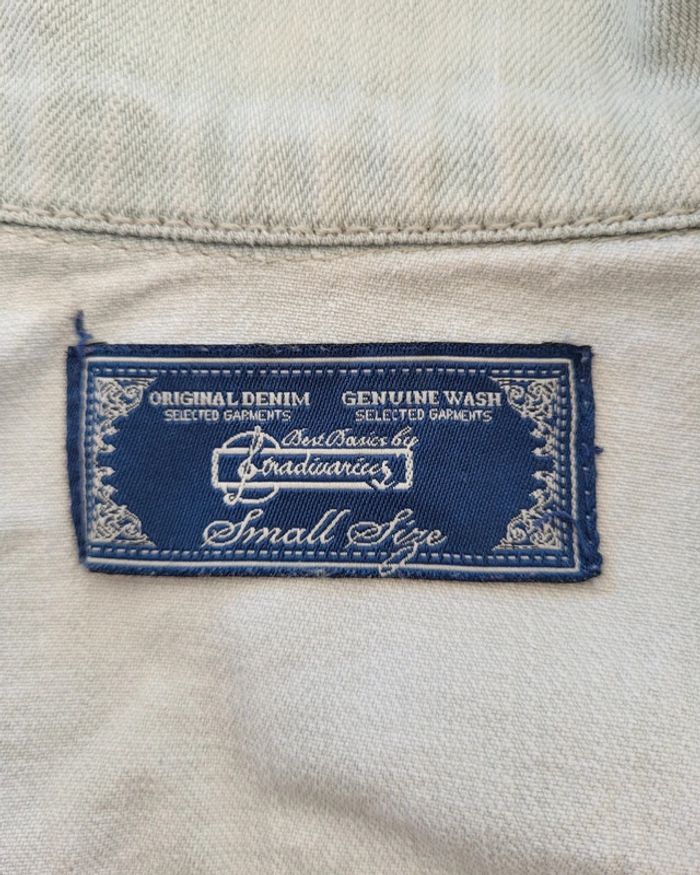 ORIGINAL DENIM GENUINE WASH
SELECTED GARMENTS SELECTED GARMENTS
Best Basics by
Stradivarius
Small Size